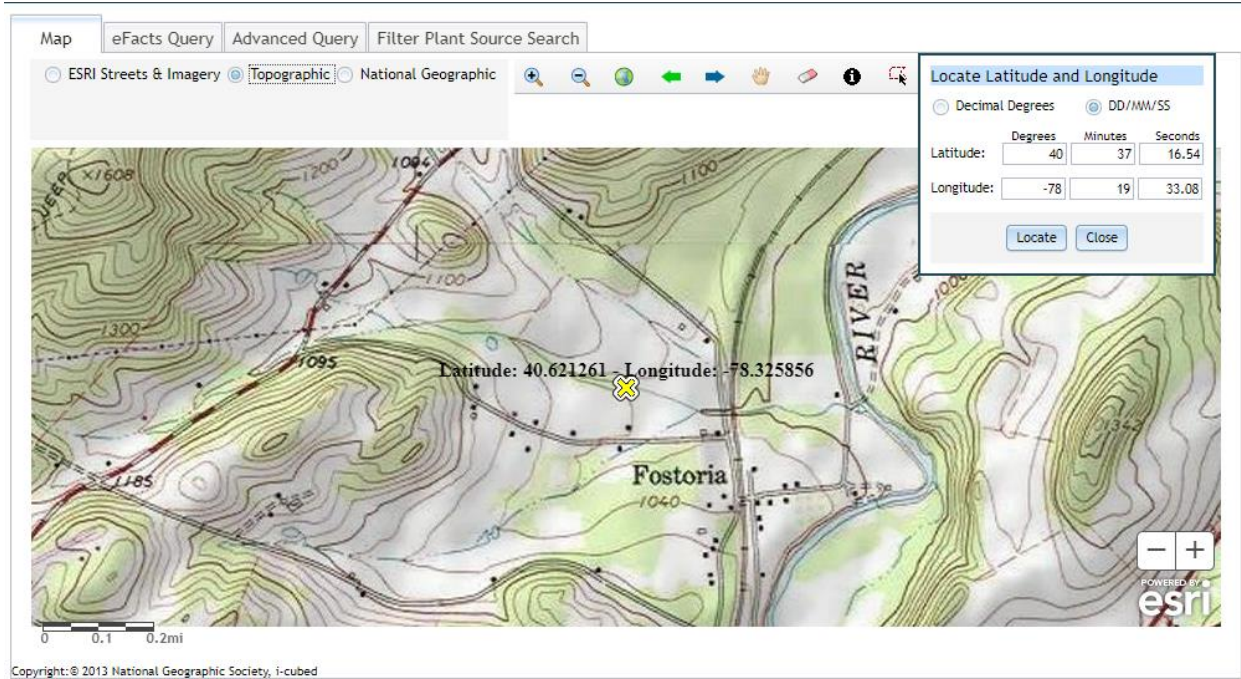 Map eFacts Query Advanced Query Filter Plant Source Search
ESRI Streets & Imagery Topographic National Geographic
Locate Latitude and Longitude
Decimal Degrees DD/MM/SS
Degrees Minutes Seconds
Latitude: 40 37 16.54
Longitude: -78 19 33.08
Locate Close
1094
1200
×1608
1100
1100
1300
1095
RIVER
100
Latitude: 40.621261 - Longitude: -78.325856
1342
1185
Fostoria
1040
POWERED BY
esri
0 0.1 0.2mi
Copyright:© 2013 National Geographic Society, i-cubed